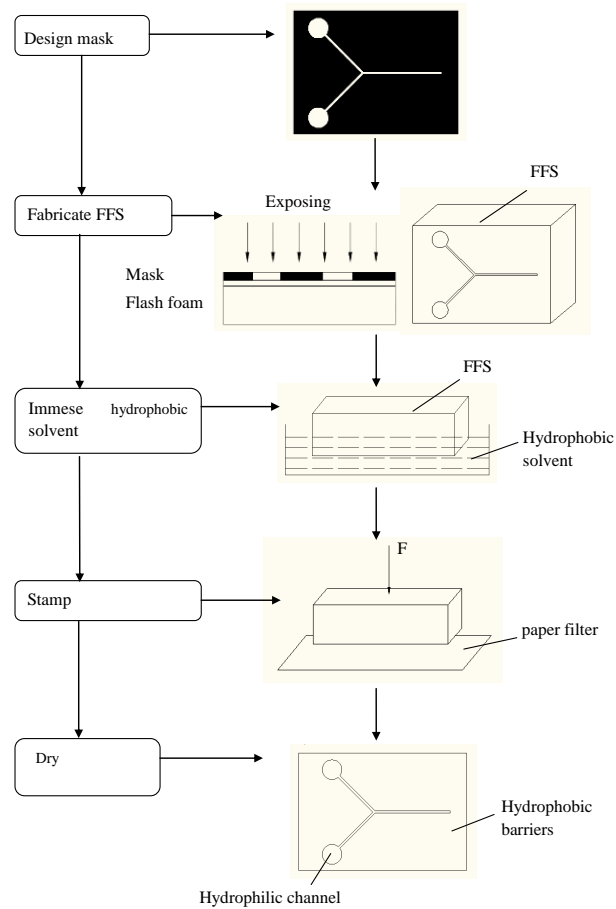 Design mask
FFS
Fabricate FFS
Exposing
Mask
Flash foam
FFS
Immese hydrophobic
solvent
Hydrophobic
solvent
F
Stamp
paper filter
Dry
Hydrophobic
barriers
Hydrophilic channel